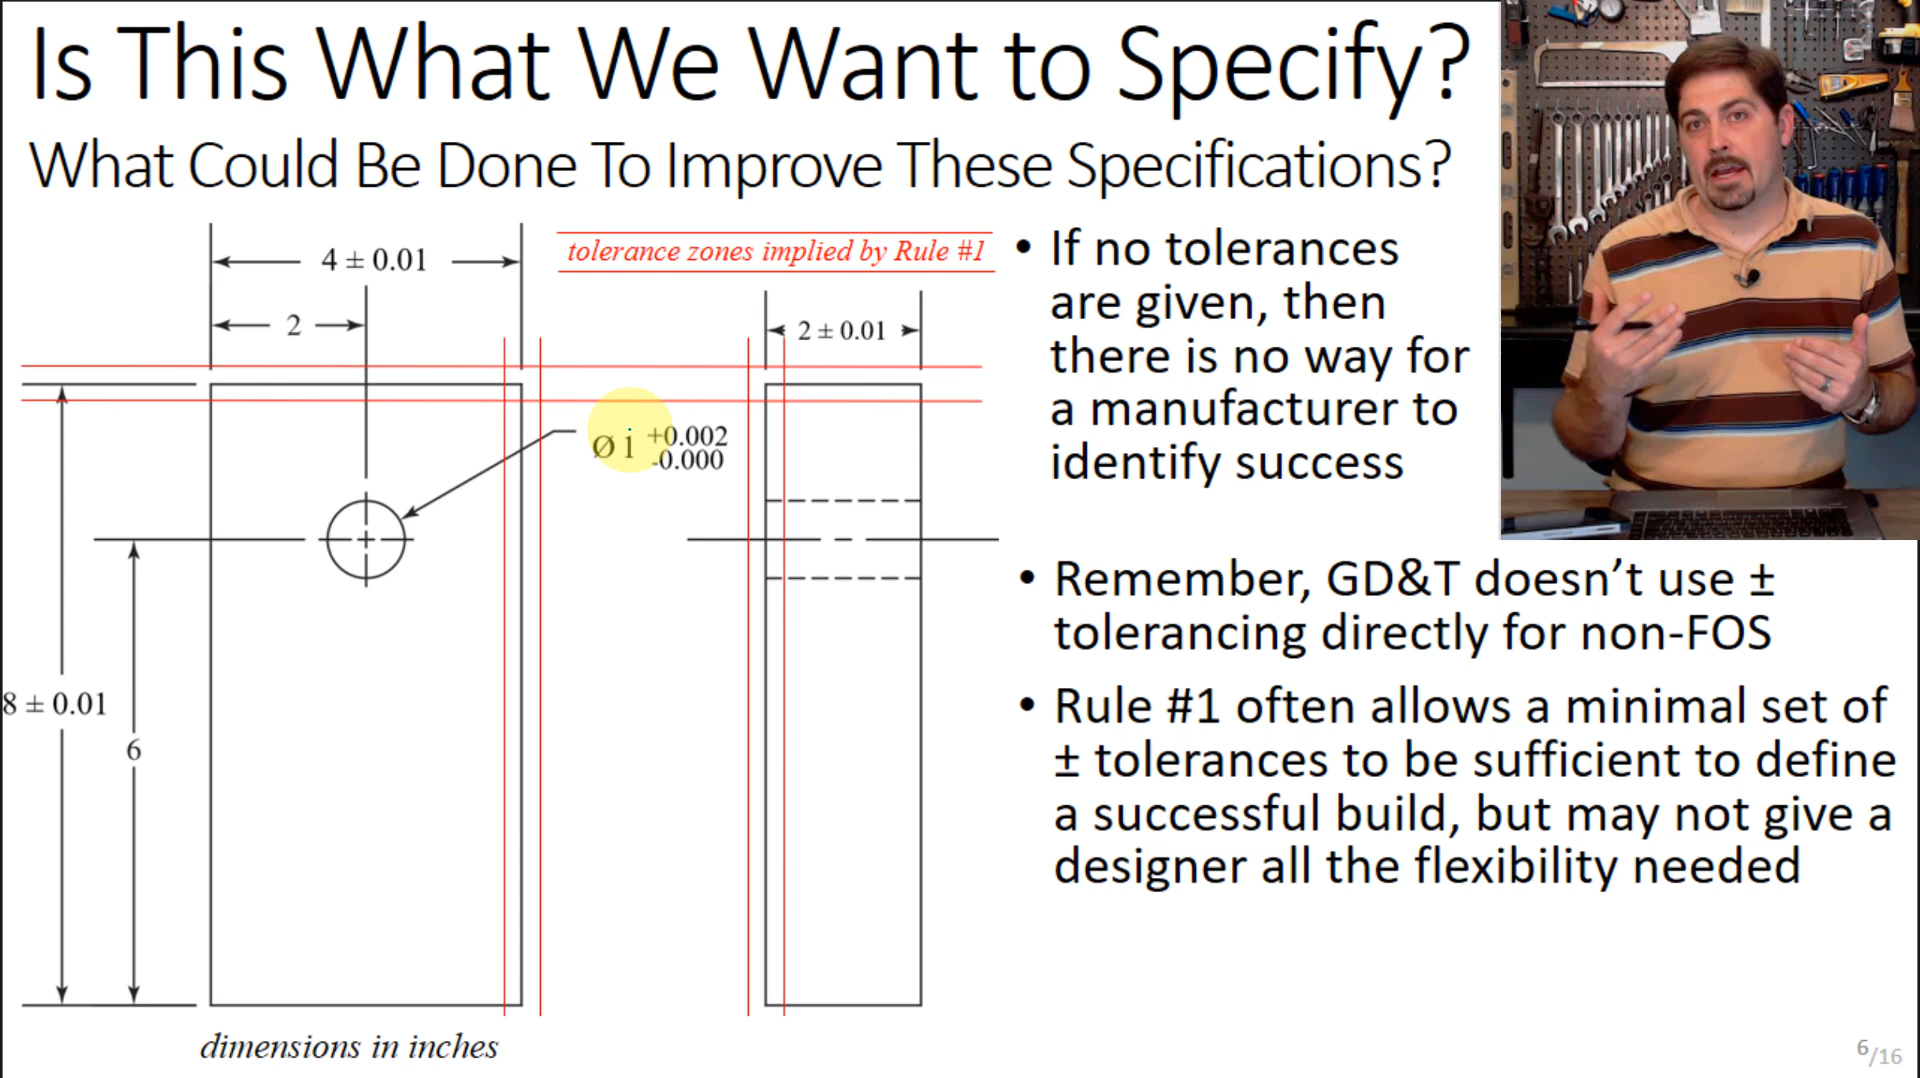 Is This What We Want to Specify?
What Could Be Done To Improve These Specifications?
4 ± 0.01
2
tolerance zones implied by Rule #1
2 ± 0.01
Ø 1 +0.002
-0.000
8 ± 0.01
6
dimensions in inches
• If no tolerances
are given, then
there is no way for
a manufacturer to
identify success
• Remember, GD&T doesn’t use ±
tolerancing directly for non-FOS
• Rule #1 often allows a minimal set of
± tolerances to be sufficient to define
a successful build, but may not give a
designer all the flexibility needed
6/16